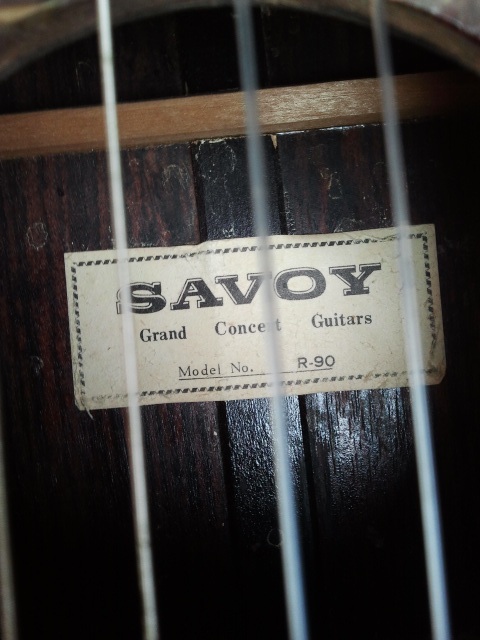 SAVOY
Grand Concert Guitars
Model No. R-90